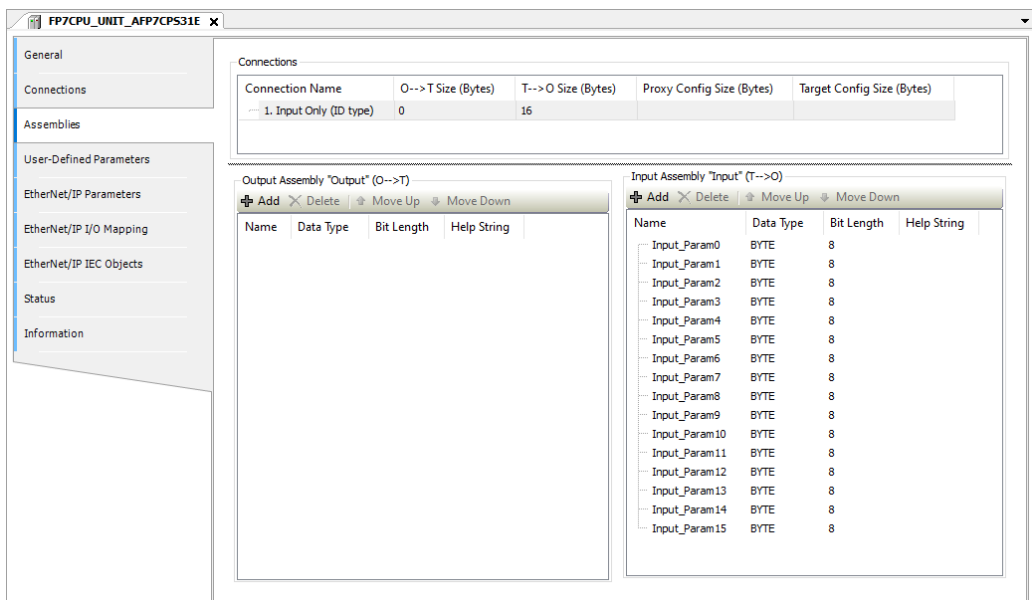 FP7CPU_UNIT_AFP7CPS31E X
General
Connections
Assemblies
User-Defined Parameters
EtherNet/IP Parameters
EtherNet/IP I/O Mapping
EtherNet/IP IEC Objects
Status
Information
Connections
Connection Name O-->T Size (Bytes) T-->O Size (Bytes) Proxy Config Size (Bytes) Target Config Size (Bytes)
1. Input Only (ID type) 0 16
Output Assembly "Output" (O-->T)
Add Delete Move Up Move Down
Name Data Type Bit Length Help String
Input Assembly "Input" (T-->O)
Add Delete Move Up Move Down
Name Data Type Bit Length Help String
Input_Param0 BYTE 8
Input_Param1 BYTE 8
Input_Param2 BYTE 8
Input_Param3 BYTE 8
Input_Param4 BYTE 8
Input_Param5 BYTE 8
Input_Param6 BYTE 8
Input_Param7 BYTE 8
Input_Param8 BYTE 8
Input_Param9 BYTE 8
Input_Param10 BYTE 8
Input_Param11 BYTE 8
Input_Param12 BYTE 8
Input_Param13 BYTE 8
Input_Param14 BYTE 8
Input_Param15 BYTE 8